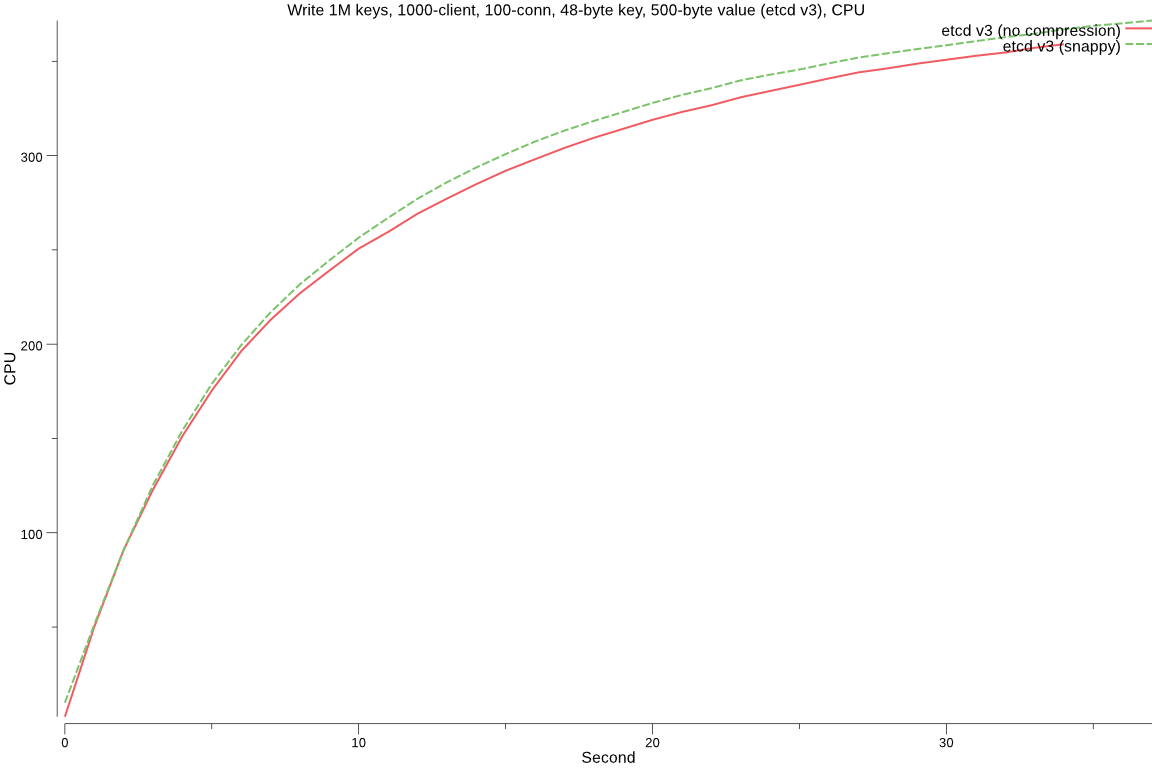 Write 1M keys, 1000-client, 100-conn, 48-byte key, 500-byte value (etcd v3), CPU
etcd v3 (no compression)
etcd v3 (snappy)
300
200
100
CPU
0
10
20
30
Second